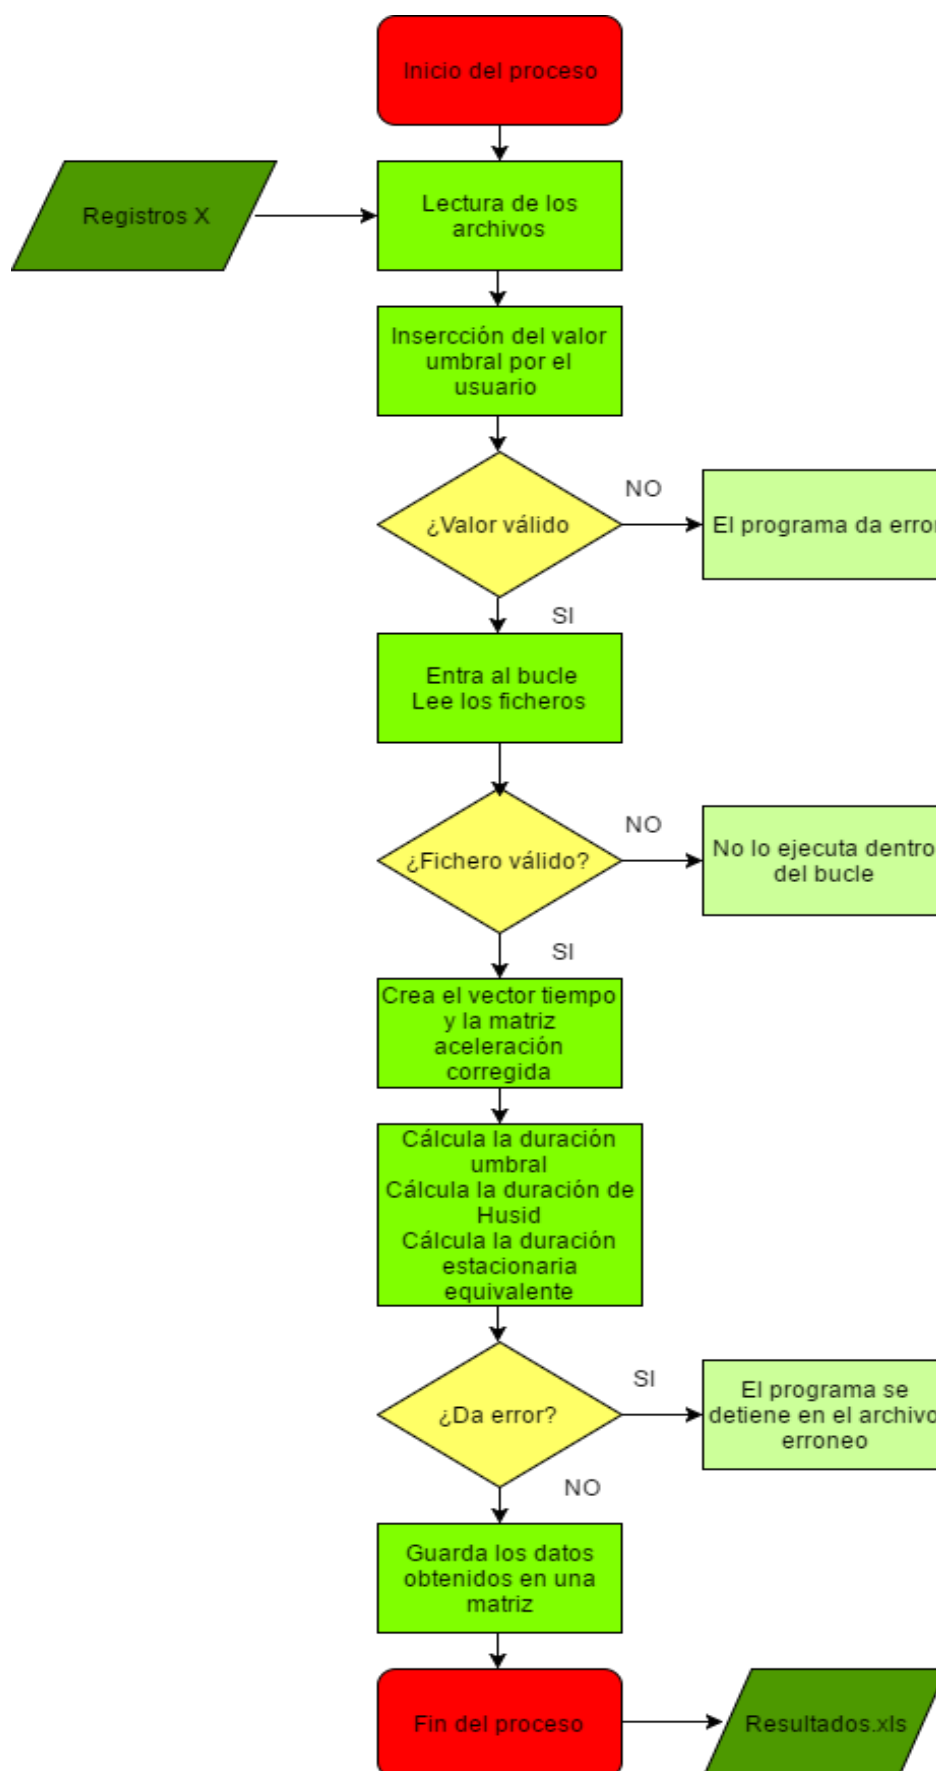 Inicio del proceso
Registros X
Lectura de los
archivos
Insercción del valor
umbral por el
usuario
¿Valor válido
NO
El programa da error
SI
Entra al bucle
Lee los ficheros
¿Fichero válido?
NO
No lo ejecuta dentro
del bucle
SI
Crea el vector tiempo
y la matriz
aceleración
corregida
Cálcula la duración
umbral
Cálcula la duración de
Husid
Cálcula la duración
estacionaria
equivalente
¿Da error?
SI
El programa se
detiene en el archivo
erroneo
NO
Guarda los datos
obtenidos en una
matriz
Fin del proceso
Resultados.xls